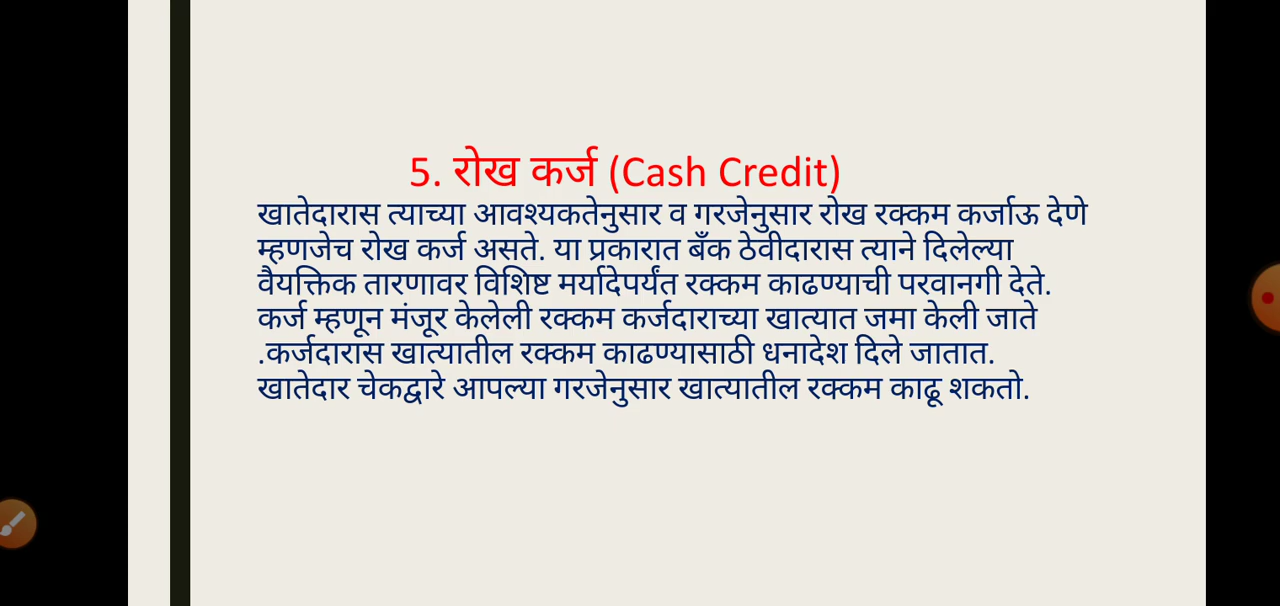 5. रोख कर्ज (Cash Credit)
खातेदारास त्याच्या आवश्यकतेनुसार व गरजेनुसार रोख रक्कम कर्जाऊ देणे
म्हणजेच रोख कर्ज असते. या प्रकारात बँक ठेवीदारास त्याने दिलेल्या
वैयक्तिक तारणावर विशिष्ट मर्यादेपर्यंत रक्कम काढण्याची परवानगी देते.
कर्ज म्हणून मंजूर केलेली रक्कम कर्जदाराच्या खात्यात जमा केली जाते
.कर्जदारास खात्यातील रक्कम काढण्यासाठी धनादेश दिले जातात.
खातेदार चेकद्वारे आपल्या गरजेनुसार खात्यातील रक्कम काढू शकतो.